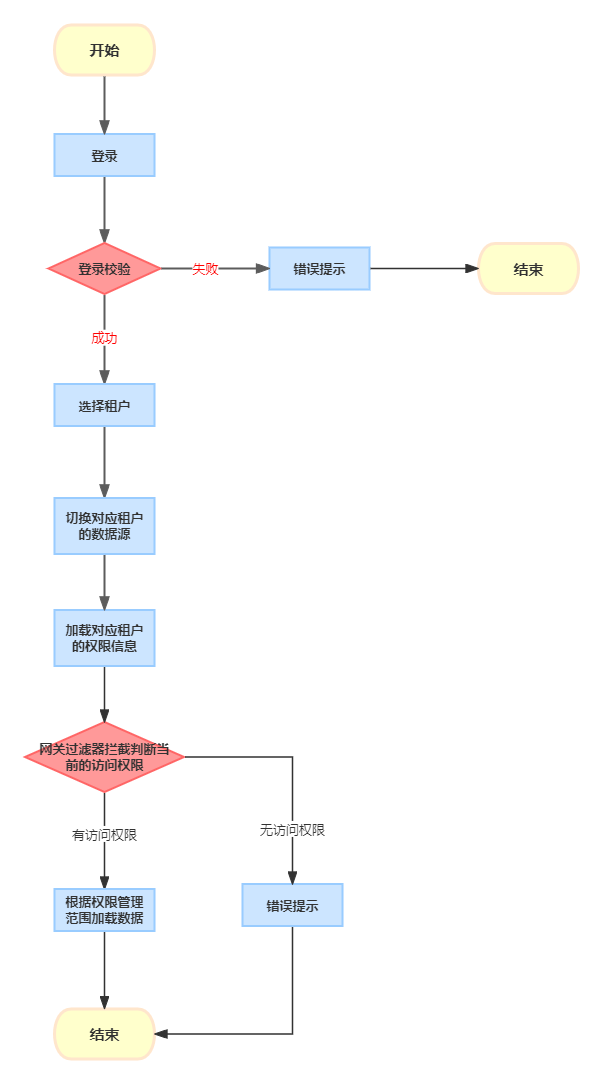 开始
登录
登录校验
失败
错误提示
结束
成功
选择租户
切换对应租户
的数据源
加载对应租户
的权限信息
网关过滤器拦截判断当
前的访问权限
有访问权限
无访问权限
根据权限管理
范围加载数据
错误提示
结束